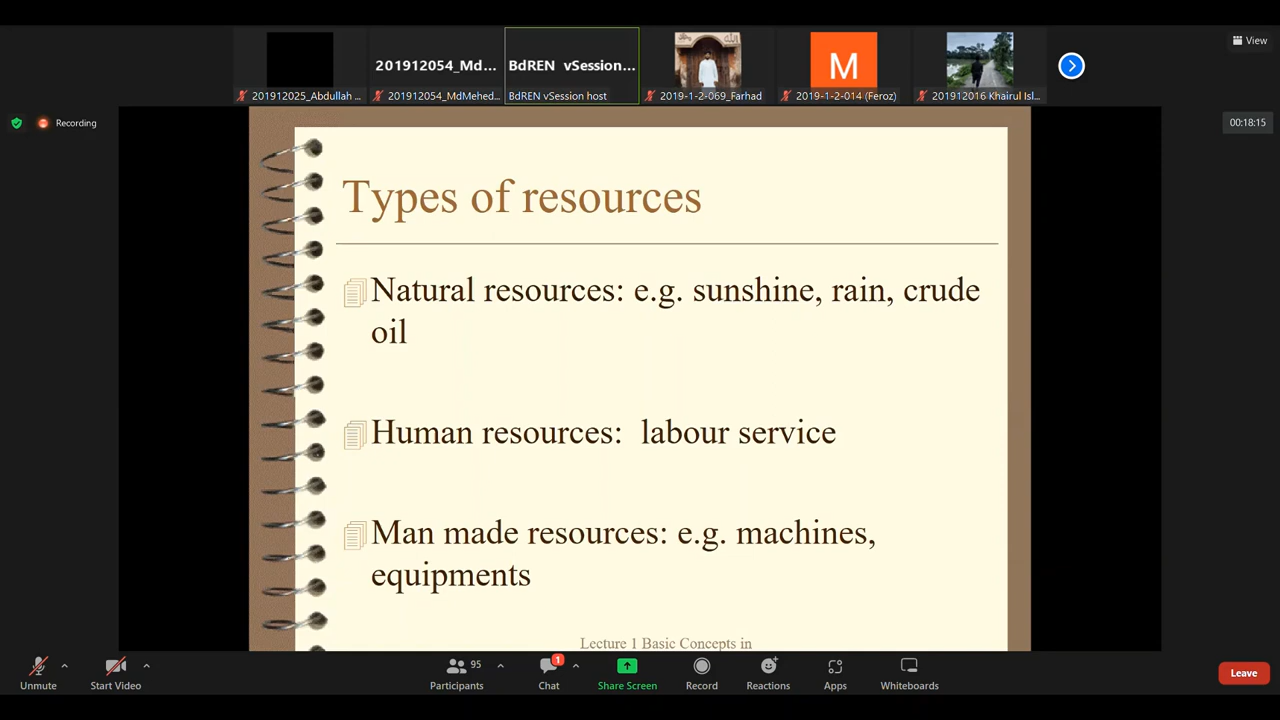 View
201912054_Md...
BdREN vSession...
201912025_Abdullah ...
201912054_MdMehed...
BdREN vSession host
2019-1-2-069_Farhad
M
2019-1-2-014 (Feroz)
201912016 Khairul Isl...
Recording
00:18:15
Types of resources
Natural resources: e.g. sunshine, rain, crude
oil
Human resources: labour service
Man made resources: e.g. machines,
equipments
Lecture 1 Basic Concepts in
Unmute
Start Video
95
Participants
1
Chat
Share Screen
Record
Reactions
Apps
Whiteboards
Leave